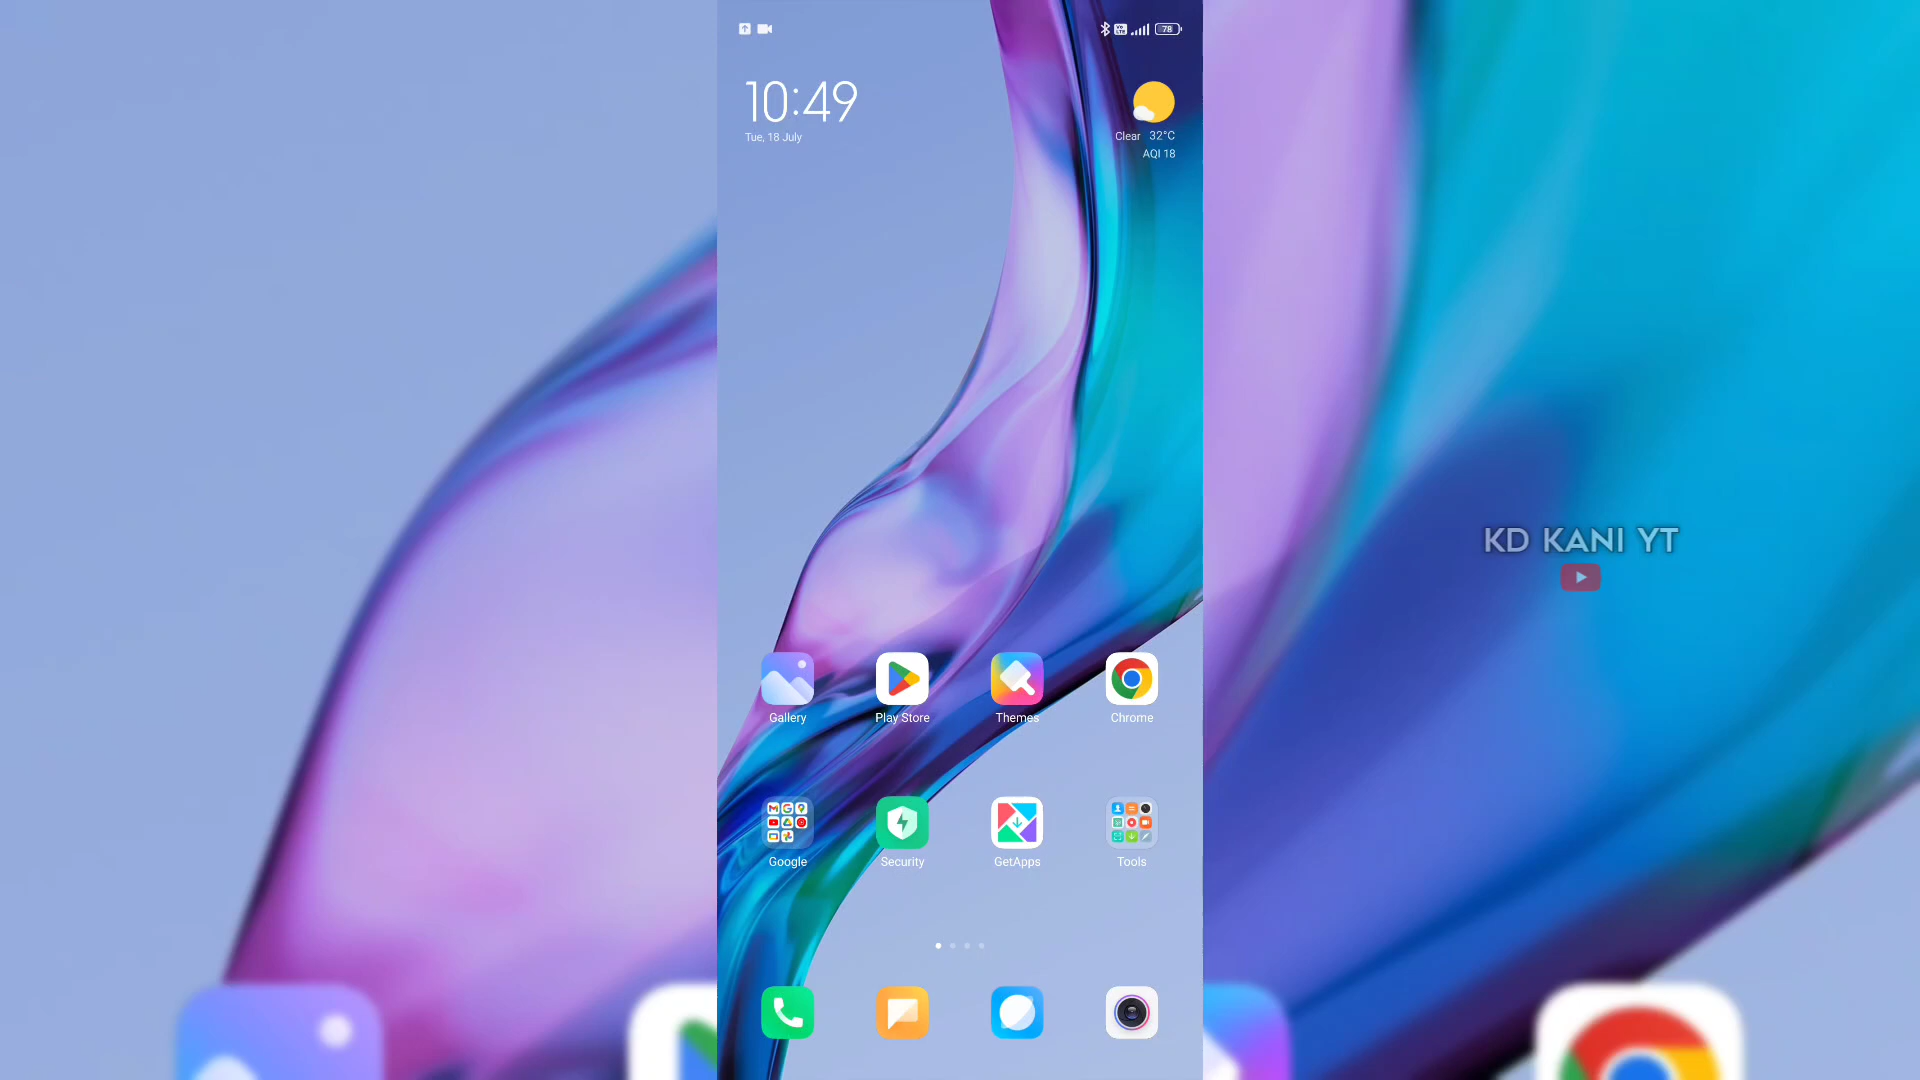 78
10:49
Tue, 18 July
Clear 32°C
AQI 18
KD KANI YT
Gallery
Play Store
Themes
Chrome
Google
Security
GetApps
Tools